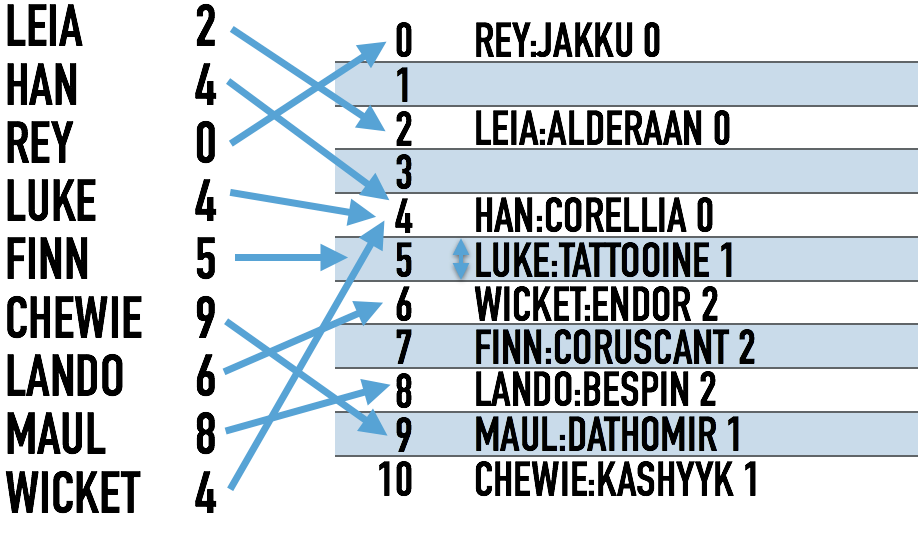 LEIA 2
HAN 4
REY 0
LUKE 4
FINN 5
CHEWIE 9
LANDO 6
MAUL 8
WICKET 4
0 REY:JAKKU 0
1
2 LEIA:ALDERAAN 0
3
4 HAN:CORELLIA 0
5 LUKE:TATTOOINE 1
6 WICKET:ENDOR 2
7 FINN:CORUSCANT 2
8 LANDO:BESPIN 2
9 MAUL:DATHOMIR 1
10 CHEWIE:KASHYYK 1